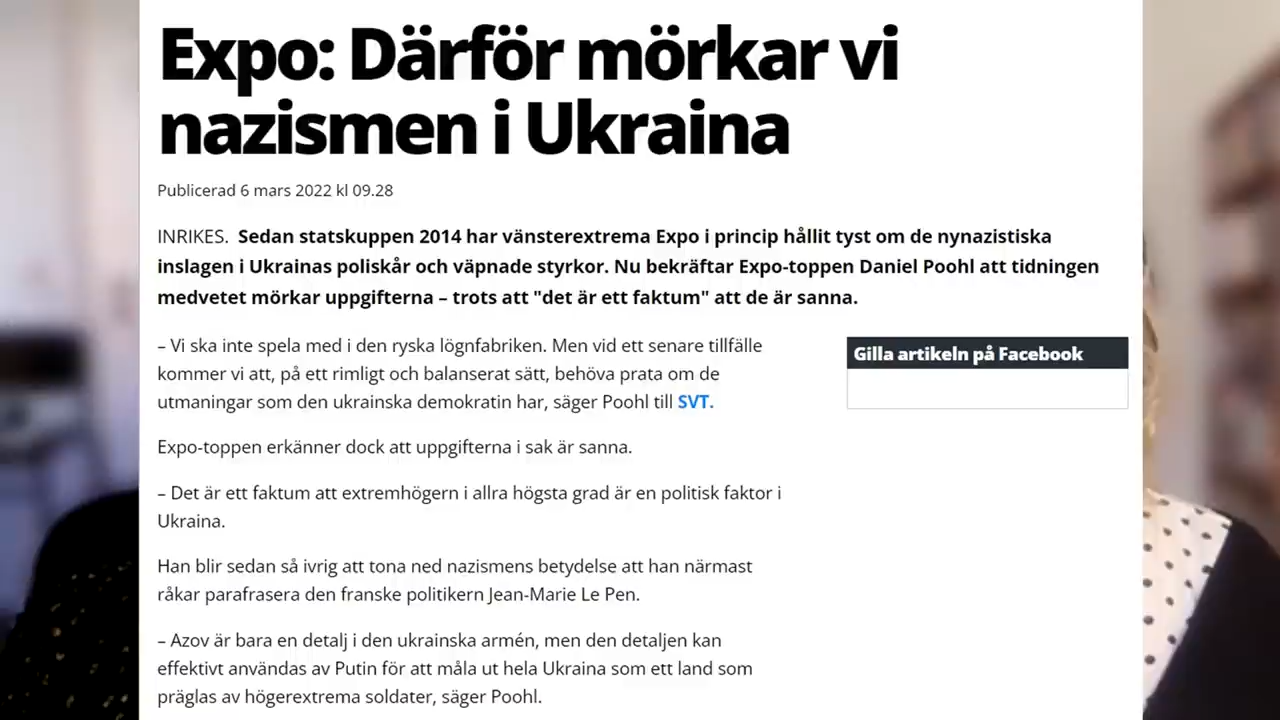 Expo: Därför mörkar vi
nazismen i Ukraina
Publicerad 6 mars 2022 kl 09.28
INRIKES. Sedan statskuppen 2014 har vänsterextrema Expo i princip hållit tyst om de nynazistiska
inslagen i Ukrainas poliskår och väpnade styrkor. Nu bekräftar Expo-toppen Daniel Poohl att tidningen
medvetet mörkar uppgifterna – trots att "det är ett faktum" att de är sanna.
– Vi ska inte spela med i den ryska lögnfabriken. Men vid ett senare tillfälle
kommer vi att, på ett rimligt och balanserat sätt, behöva prata om de
utmaningar som den ukrainska demokratin har, säger Poohl till SVT.
Gilla artikeln på Facebook
Expo-toppen erkänner dock att uppgifterna i sak är sanna.
– Det är ett faktum att extremhögern i allra högsta grad är en politisk faktor i
Ukraina.
Han blir sedan så ivrig att tona ned nazismens betydelse att han närmast
råkar parafrasera den franske politikern Jean-Marie Le Pen.
– Azov är bara en detalj i den ukrainska armén, men den detaljen kan
effektivt användas av Putin för att måla ut hela Ukraina som ett land som
präglas av högerextrema soldater, säger Poohl.